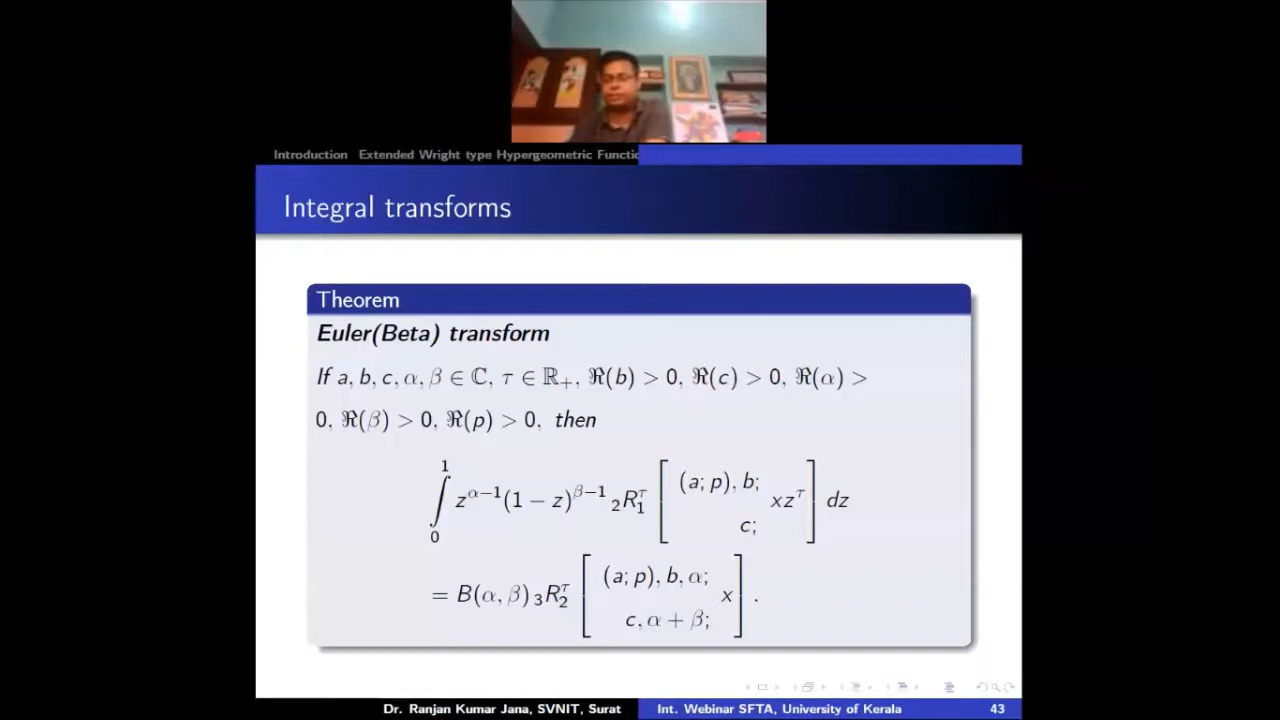 Introduction Extended Wright type Hypergeometric Functi
Integral transforms
Theorem
Euler(Beta) transform
If a, b, c, α, β ∈ ℂ, τ ∈ ℝ₊, ℜ(b) > 0, ℜ(c) > 0, ℜ(α) >
0, ℜ(β) > 0, ℜ(p) > 0, then
∫₀¹ z^{α−1}(1 − z)^{β−1} ₂R₁^τ [ (a; p), b; c; xz^τ ] dz
= B(α, β) ₃R₂^τ [ (a; p), b, α; c, α + β; x ] .
Dr. Ranjan Kumar Jana, SVNIT, Surat Int. Webinar SFTA, University of Kerala 43